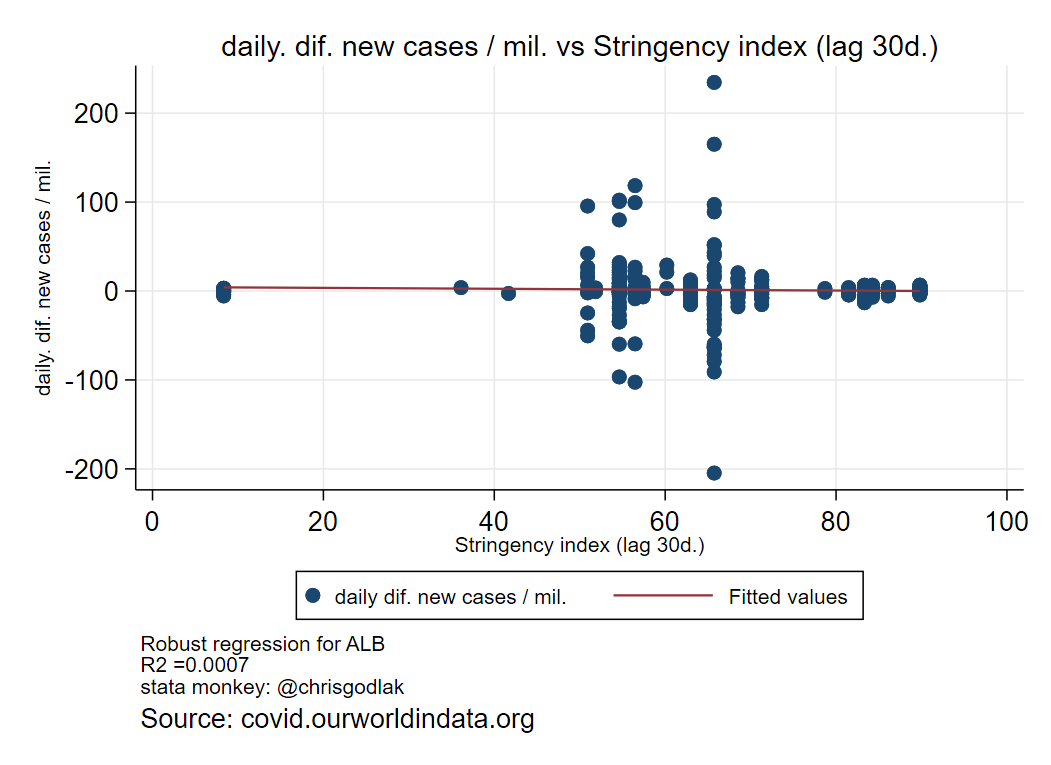 daily. dif. new cases / mil. vs Stringency index (lag 30d.)
daily. dif. new cases / mil.
200
100
0
-100
-200
0 20 40 60 80 100
Stringency index (lag 30d.)
daily dif. new cases / mil. Fitted values
Robust regression for ALB
R2 =0.0007
stata monkey: @chrisgodlak
Source: covid.ourworldindata.org